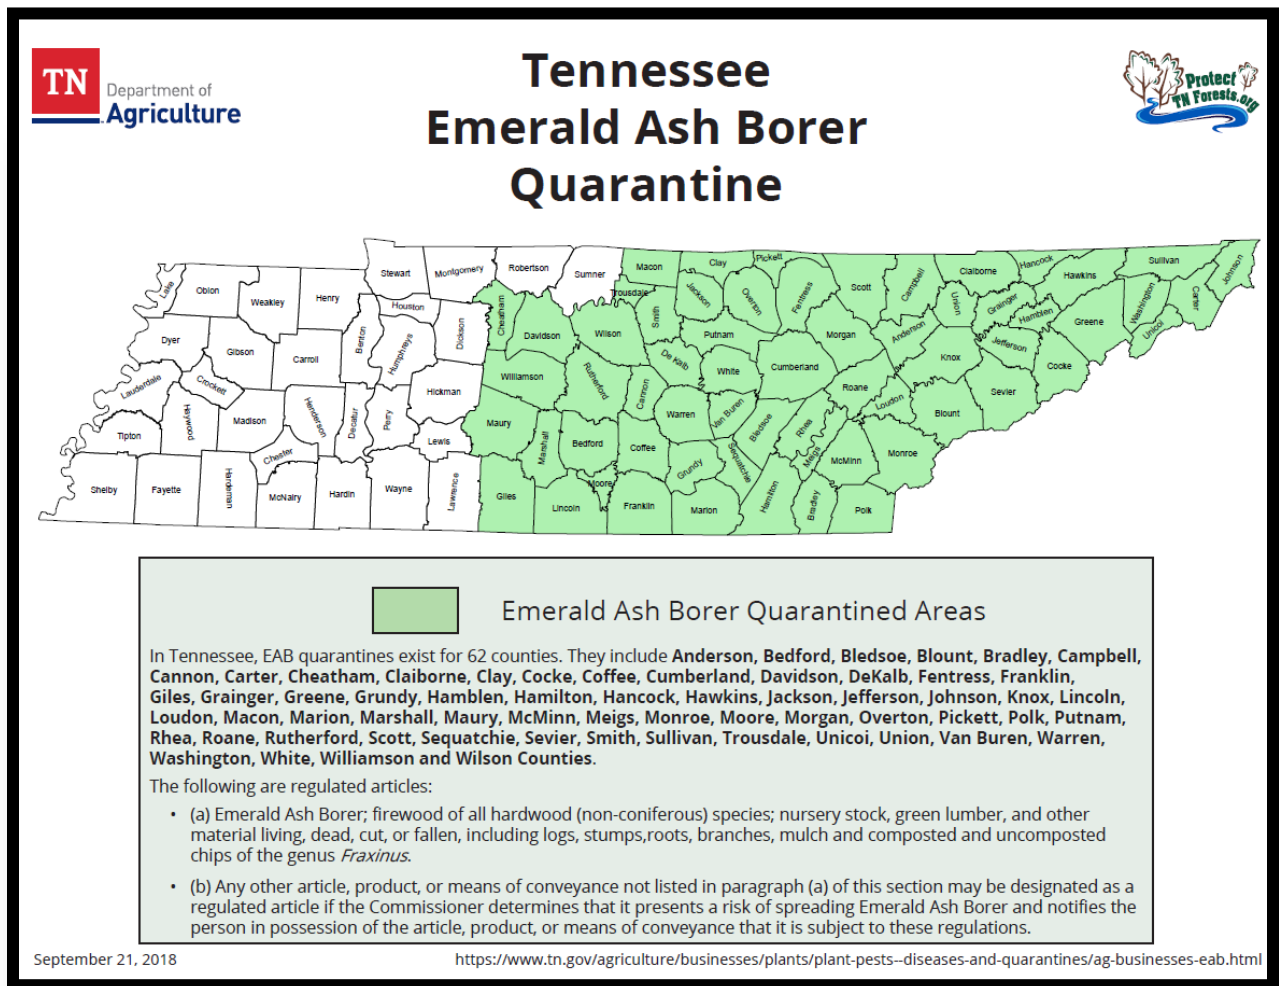 TN
Department of
Agriculture
Tennessee
Emerald Ash Borer
Quarantine
Protect
TN Forests.org
Lake
Obion
Weakley
Henry
Stewart
Montgomery
Robertson
Sumner
Macon
Clay
Pickett
Trousdale
Jackson
Overton
Fentress
Scott
Campbell
Claiborne
Hancock
Hawkins
Sullivan
Johnson
Carter
Washington
Unicoi
Greene
Hamblen
Grainger
Union
Houston
Dickson
Cheatham
Davidson
Wilson
Smith
Putnam
Morgan
Anderson
Knox
Jefferson
Cocke
Dyer
Gibson
Carroll
Benton
Humphreys
Hickman
Williamson
Rutherford
De Kalb
Cannon
White
Cumberland
Roane
Loudon
Blount
Sevier
Lauderdale
Crockett
Haywood
Madison
Henderson
Decatur
Perry
Lewis
Maury
Marshall
Bedford
Coffee
Warren
Van Buren
Bledsoe
Rhea
Meigs
McMinn
Monroe
Tipton
Chester
Shelby
Fayette
Hardeman
McNairy
Hardin
Wayne
Lawrence
Giles
Lincoln
Moore
Franklin
Grundy
Sequatchie
Marion
Hamilton
Bradley
Polk
Emerald Ash Borer Quarantined Areas
In Tennessee, EAB quarantines exist for 62 counties. They include Anderson, Bedford, Bledsoe, Blount, Bradley, Campbell,
Cannon, Carter, Cheatham, Claiborne, Clay, Cocke, Coffee, Cumberland, Davidson, DeKalb, Fentress, Franklin,
Giles, Grainger, Greene, Grundy, Hamblen, Hamilton, Hancock, Hawkins, Jackson, Jefferson, Johnson, Knox, Lincoln,
Loudon, Macon, Marion, Marshall, Maury, McMinn, Meigs, Monroe, Moore, Morgan, Overton, Pickett, Polk, Putnam,
Rhea, Roane, Rutherford, Scott, Sequatchie, Sevier, Smith, Sullivan, Trousdale, Unicoi, Union, Van Buren, Warren,
Washington, White, Williamson and Wilson Counties.
The following are regulated articles:
• (a) Emerald Ash Borer; firewood of all hardwood (non-coniferous) species; nursery stock, green lumber, and other
material living, dead, cut, or fallen, including logs, stumps,roots, branches, mulch and composted and uncomposted
chips of the genus Fraxinus.
• (b) Any other article, product, or means of conveyance not listed in paragraph (a) of this section may be designated as a
regulated article if the Commissioner determines that it presents a risk of spreading Emerald Ash Borer and notifies the
person in possession of the article, product, or means of conveyance that it is subject to these regulations.
September 21, 2018
https://www.tn.gov/agriculture/businesses/plants/plant-pests--diseases-and-quarantines/ag-businesses-eab.html